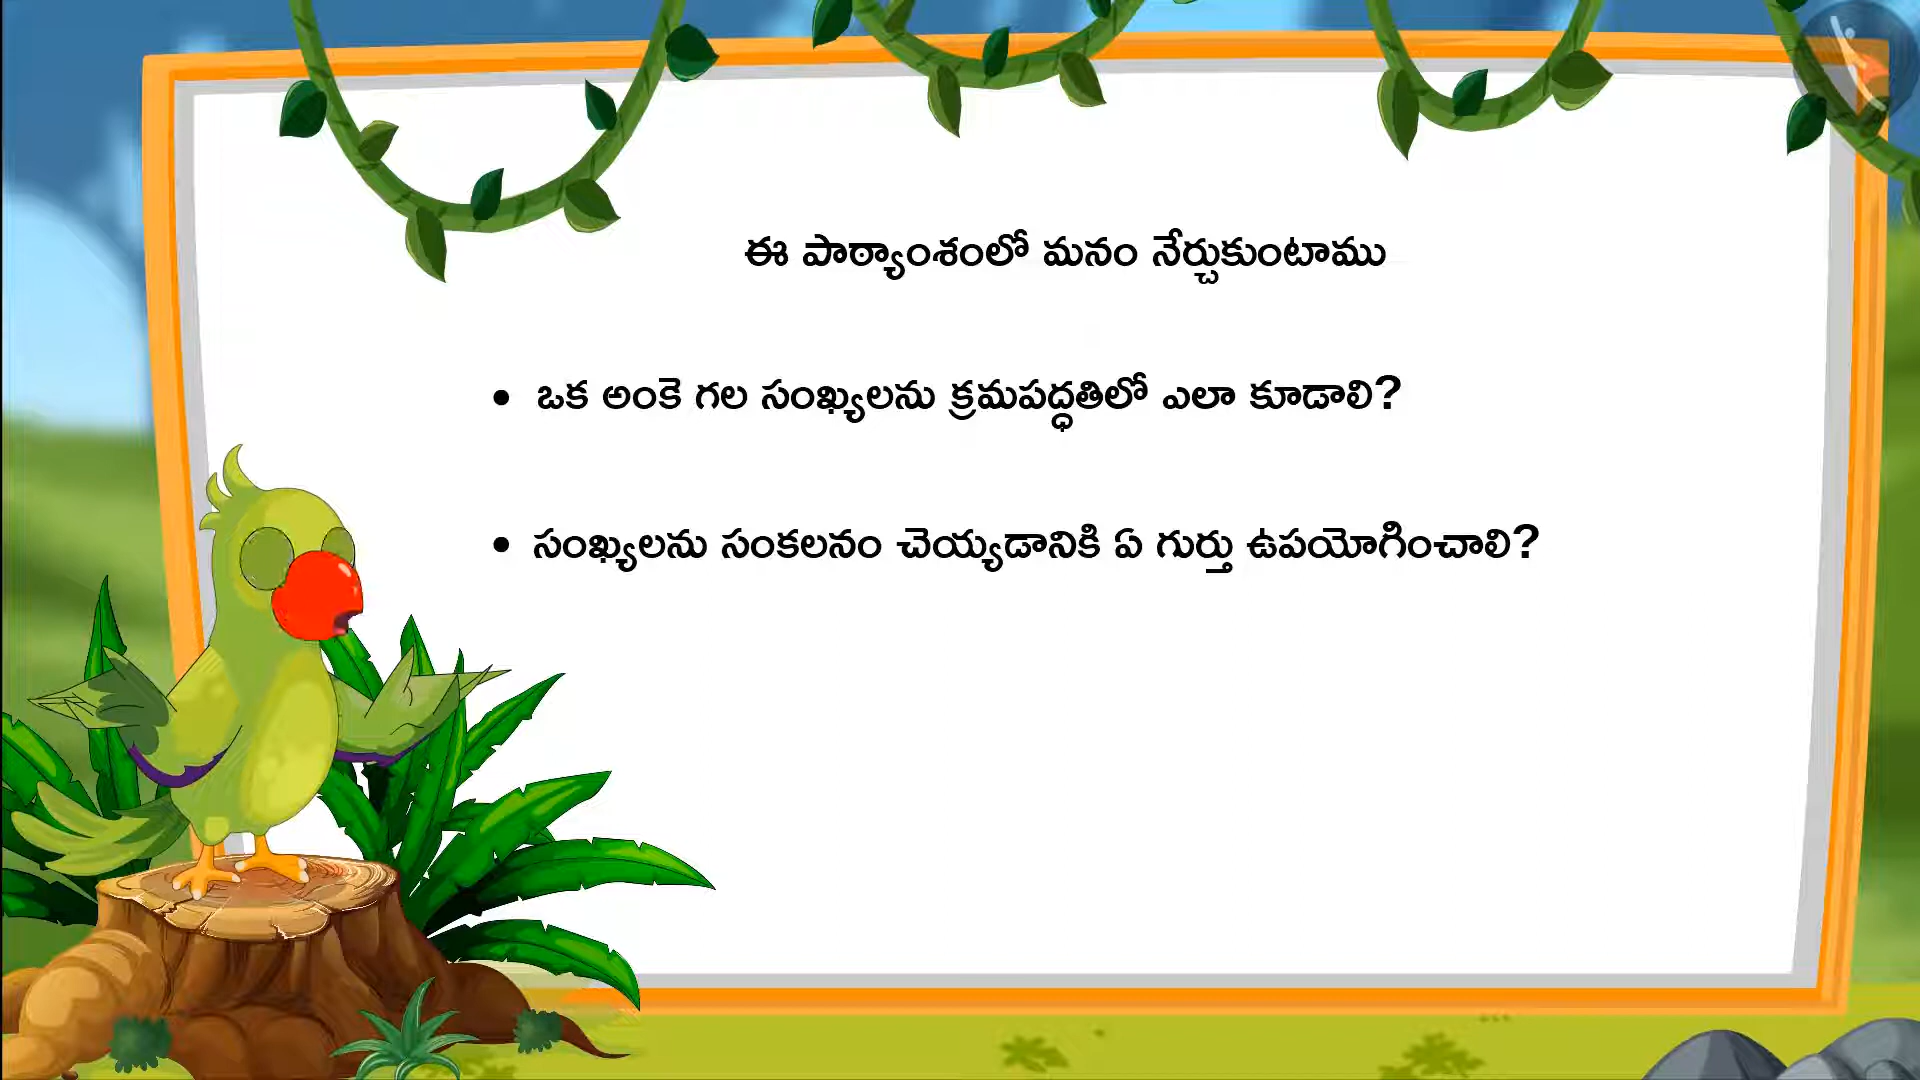 ఈ పాఠ్యాంశంలో మనం నేర్చుకుంటాము
• ఒక అంకె గల సంఖ్యలను క్రమపద్ధతిలో ఎలా కూడాలి?
• సంఖ్యలను సంకలనం చెయ్యడానికి ఏ గుర్తు ఉపయోగించాలి?